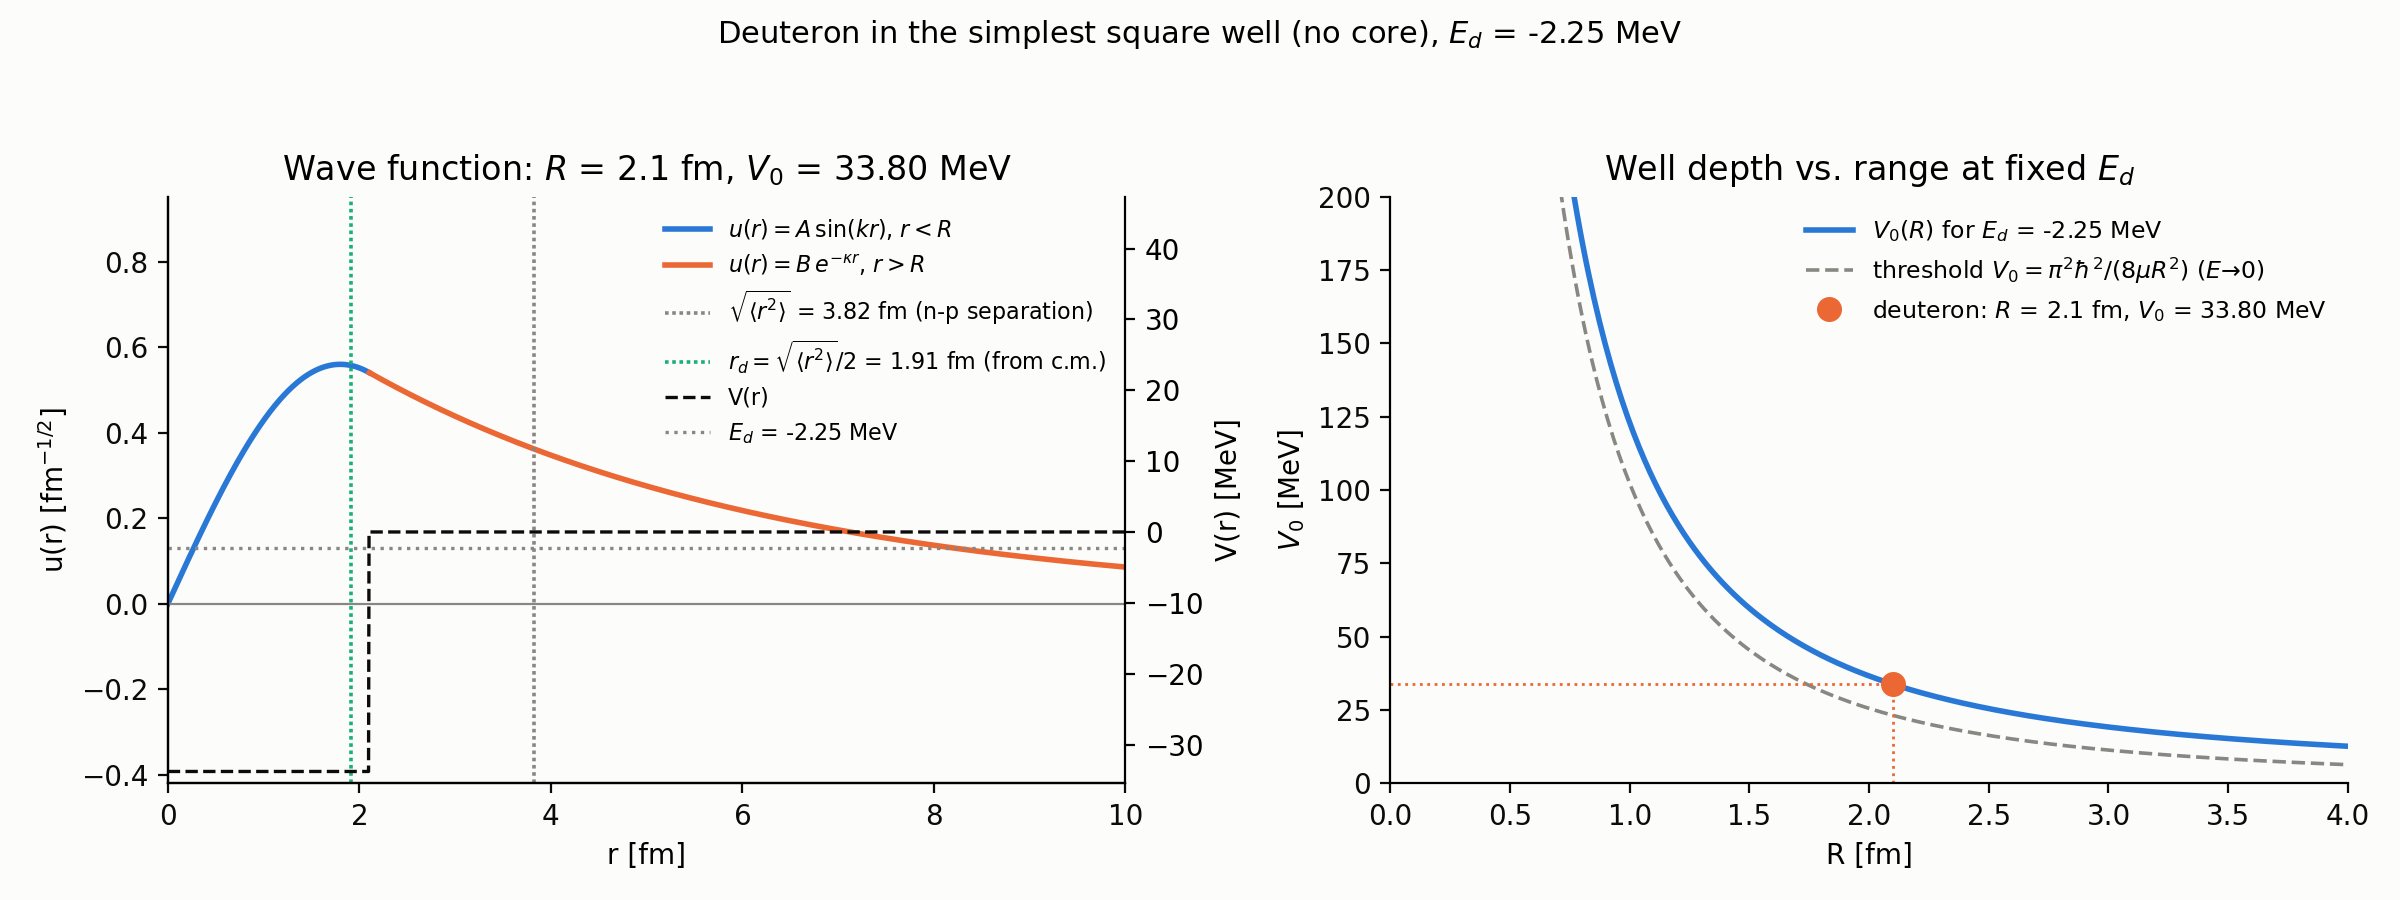 Deuteron in the simplest square well (no core), E_d = -2.25 MeV
Wave function: R = 2.1 fm, V_0 = 33.80 MeV
u(r) = A sin(kr), r < R
u(r) = B e^{−κr}, r > R
√⟨r²⟩ = 3.82 fm (n-p separation)
r_d = √⟨r²⟩/2 = 1.91 fm (from c.m.)
V(r)
E_d = -2.25 MeV
u(r) [fm^{−1/2}]
0.8
0.6
0.4
0.2
0.0
−0.2
−0.4
0 2 4 6 8 10
r [fm]
40
30
20
10
0
−10
−20
−30
V(r) [MeV]
Well depth vs. range at fixed E_d
V_0(R) for E_d = -2.25 MeV
threshold V_0 = π²ℏ²/(8μR²) (E→0)
deuteron: R = 2.1 fm, V_0 = 33.80 MeV
V_0 [MeV]
200
175
150
125
100
75
50
25
0
0.0 0.5 1.0 1.5 2.0 2.5 3.0 3.5 4.0
R [fm]